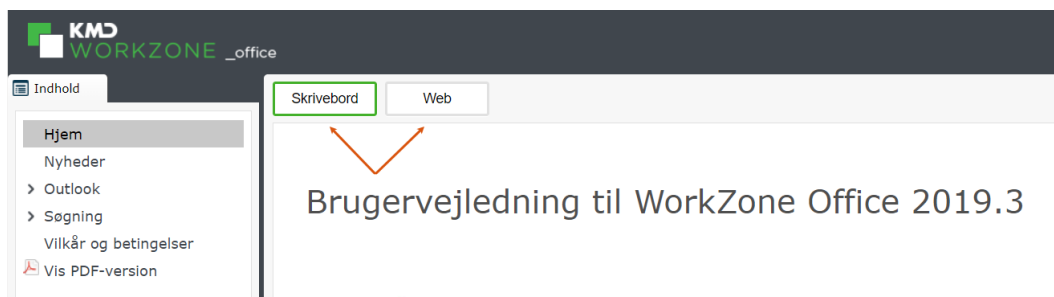 KMD
WORKZONE _office
Indhold
Skrivebord
Web
Hjem
Nyheder
Outlook
Søgning
Vilkår og betingelser
Vis PDF-version
Brugervejledning til WorkZone Office 2019.3